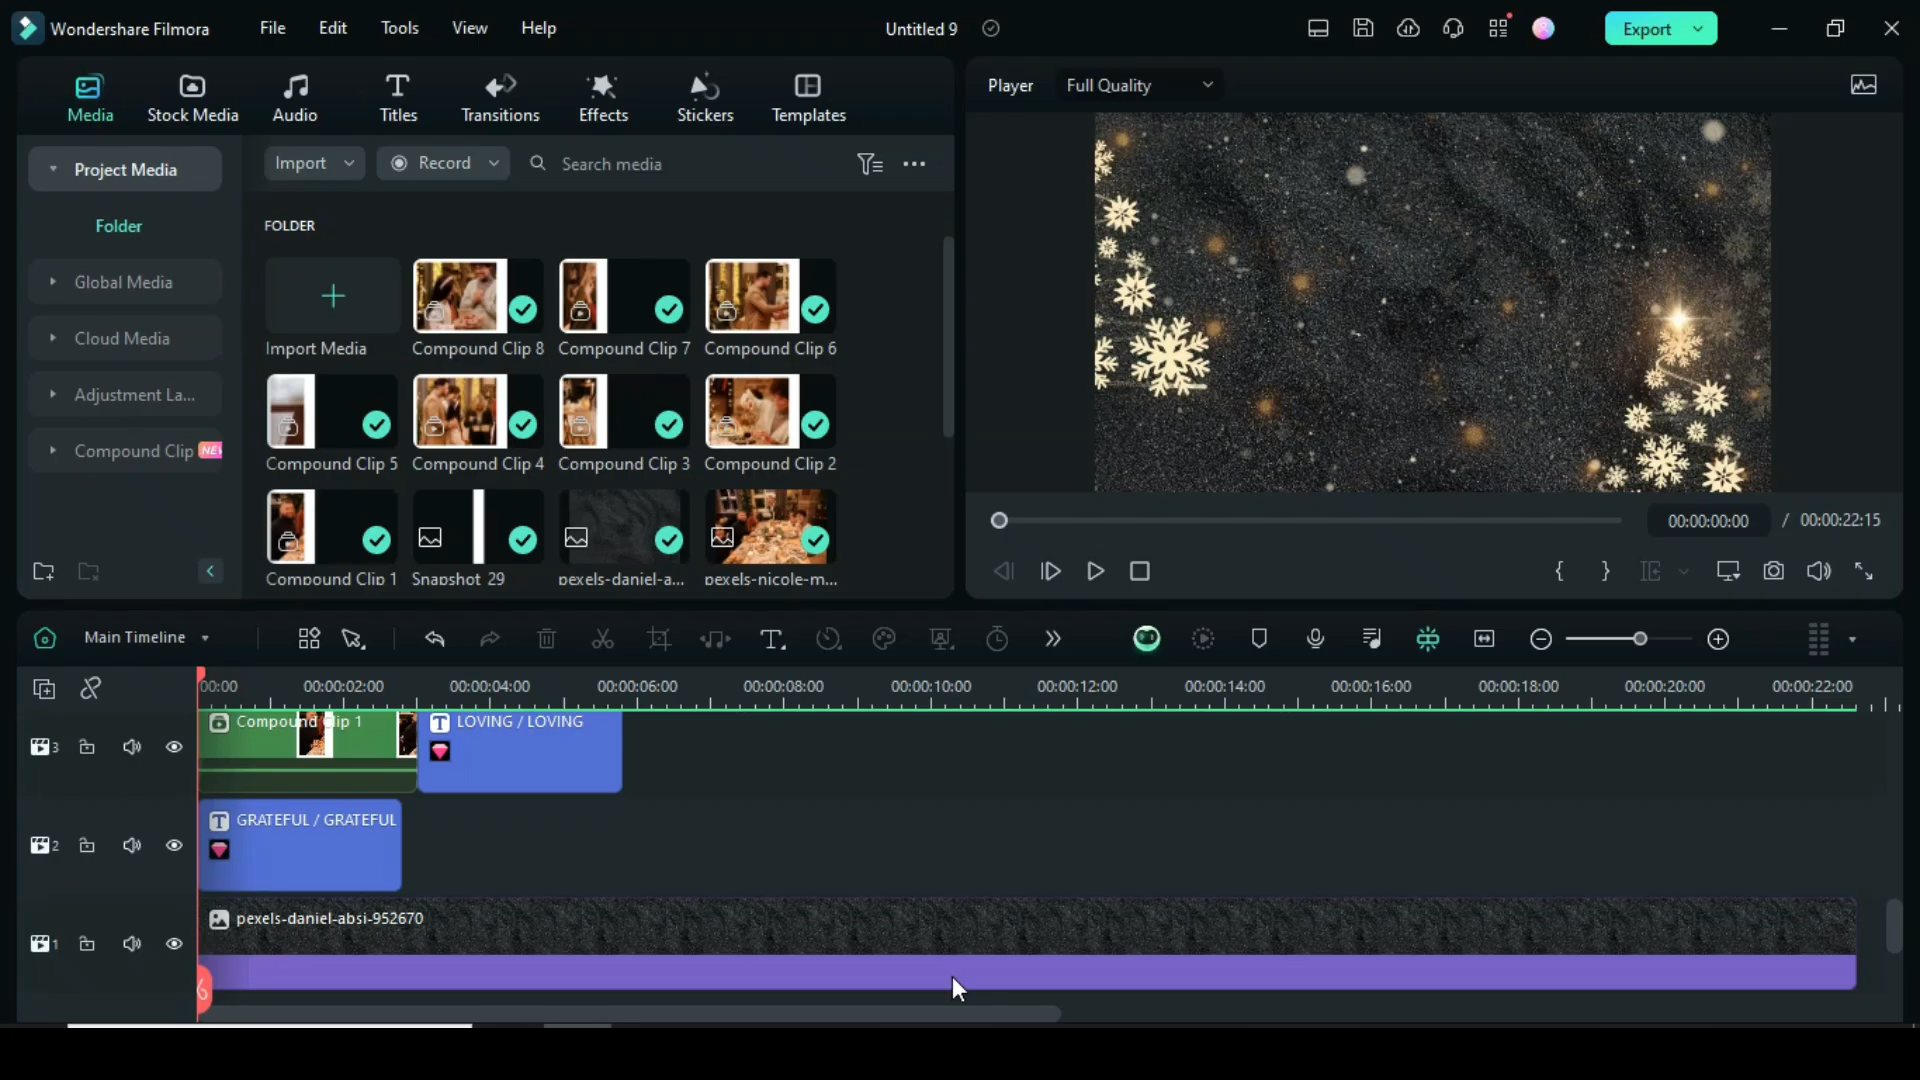 Wondershare Filmora File Edit Tools View Help Untitled 9 Export
Media Stock Media Audio Titles Transitions Effects Stickers Templates
Player Full Quality
Project Media
Import Record Search media
Folder
FOLDER
Global Media
Cloud Media
Adjustment La...
Compound Clip
Import Media Compound Clip 8 Compound Clip 7 Compound Clip 6
Compound Clip 5 Compound Clip 4 Compound Clip 3 Compound Clip 2
Compound Clip 1 Snapshot 29 pexels-daniel-a... pexels-nicole-m...
00:00:00:00 / 00:00:22:15
Main Timeline
00:00 00:00:02:00 00:00:04:00 00:00:06:00 00:00:08:00 00:00:10:00 00:00:12:00 00:00:14:00 00:00:16:00 00:00:18:00 00:00:20:00 00:00:22:00
3
Compound Clip 1 LOVING / LOVING
2
GRATEFUL / GRATEFUL
1
pexels-daniel-absi-952670